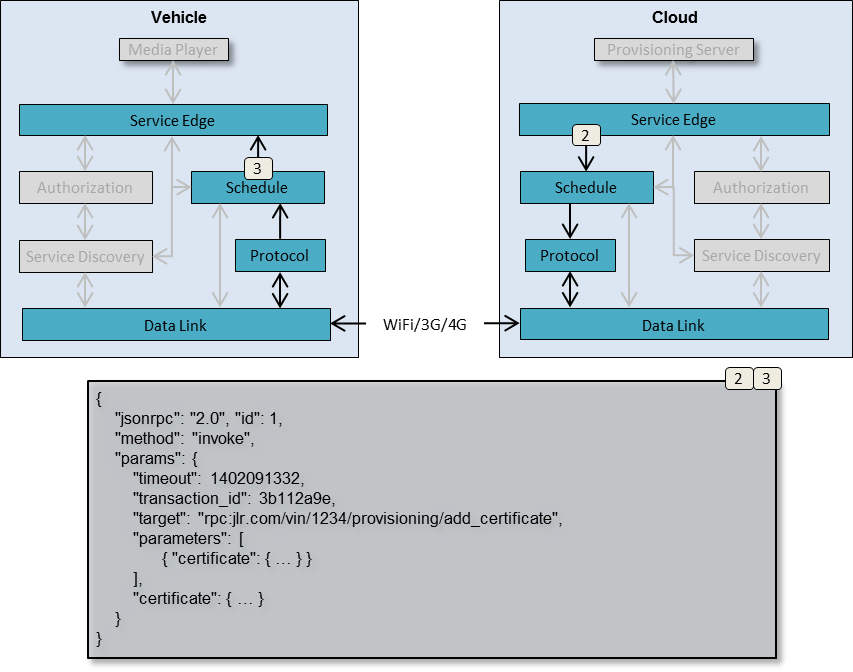 Vehicle
Media Player
Service Edge
3
Authorization
Schedule
Service Discovery
Protocol
Data Link
WiFi/3G/4G
Cloud
Provisioning Server
Service Edge
2
Schedule
Authorization
Protocol
Service Discovery
Data Link
2 3
{
"jsonrpc": "2.0", "id": 1,
"method": "invoke",
"params": {
"timeout": 1402091332,
"transaction_id": 3b112a9e,
"target": "rpc:jlr.com/vin/1234/provisioning/add_certificate",
"parameters": [
{ "certificate": { … } }
],
"certificate": { … }
}
}